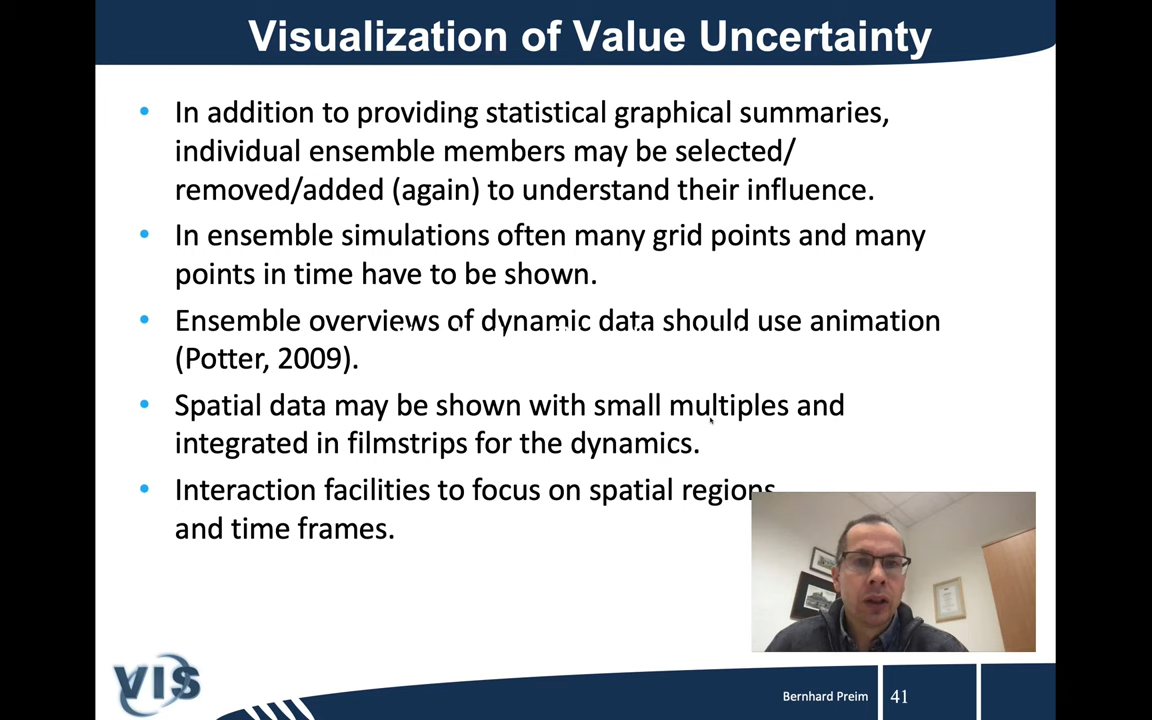 Visualization of Value Uncertainty
• In addition to providing statistical graphical summaries,
individual ensemble members may be selected/
removed/added (again) to understand their influence.
• In ensemble simulations often many grid points and many
points in time have to be shown.
• Ensemble overviews of dynamic data should use animation
(Potter, 2009).
• Spatial data may be shown with small multiples and
integrated in filmstrips for the dynamics.
• Interaction facilities to focus on spatial regions
and time frames.
VIS
Bernhard Preim
41